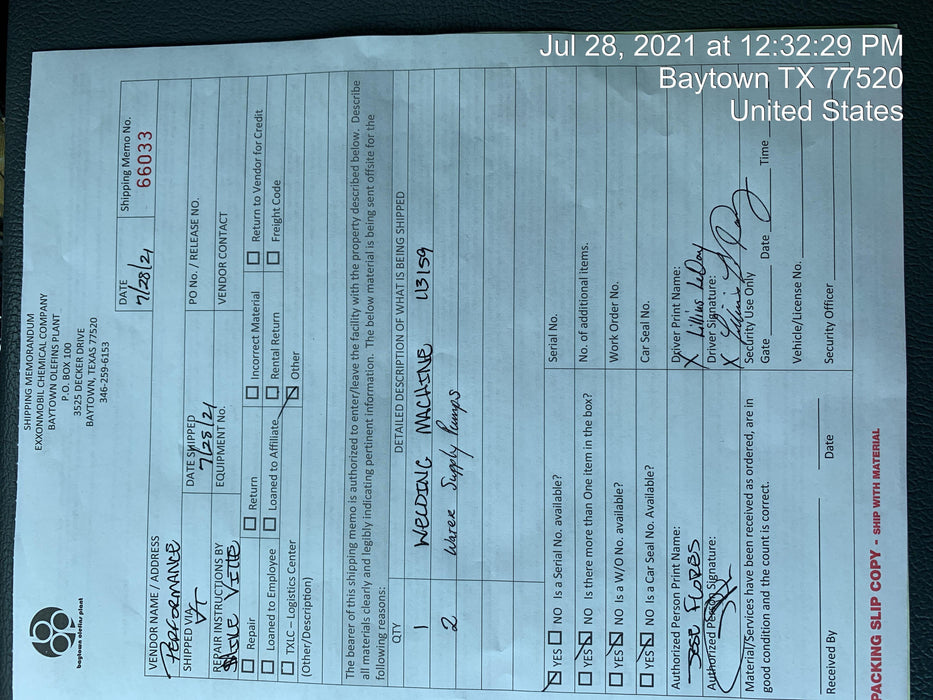 Jul 28, 2021 at 12:32:29 PM
Baytown TX 77520
United States
baytown olefins plant
SHIPPING MEMORANDUM
EXXONMOBIL CHEMICAL COMPANY
BAYTOWN OLEFINS PLANT
P.O. BOX 100
3525 DECKER DRIVE
BAYTOWN, TEXAS 77520
346-259-6153
DATE Shipping Memo No.
7/28/21 66033
VENDOR NAME / ADDRESS
PERFORMANCE
SHIPPED VIA DATE SHIPPED PO No. / RELEASE NO.
7/28/21
REPAIR INSTRUCTIONS BY EQUIPMENT No. VENDOR CONTACT
Repair Return Incorrect Material Return to Vendor for Credit
Loaned to Employee Loaned to Affiliate Rental Return Freight Code
TXLC – Logistics Center Other
(Other/Description)
The bearer of this shipping memo is authorized to enter/leave the facility with the property described below. Describe
all materials clearly and legibly indicating pertinent information. The below material is being sent offsite for the
following reasons:
QTY DETAILED DESCRIPTION OF WHAT IS BEING SHIPPED
1 WELDING MACHINE U3159
2 Water Supply Pumps
YES NO Is a Serial No. available? Serial No.
YES NO Is there more than One item in the box? No. of additional items.
YES NO Is a W/O No. available? Work Order No.
YES NO Is a Car Seal No. Available? Car Seal No.
Authorized Person Print Name: Driver Print Name:
JOSE FLORES X
Authorized Person Signature: Driver Signature:
X
Material/Services have been received as ordered, are in
good condition and the count is correct.
Security Use Only
Gate Date Time
Vehicle/License No.
Received By Date Security Officer
PACKING SLIP COPY - SHIP WITH MATERIAL